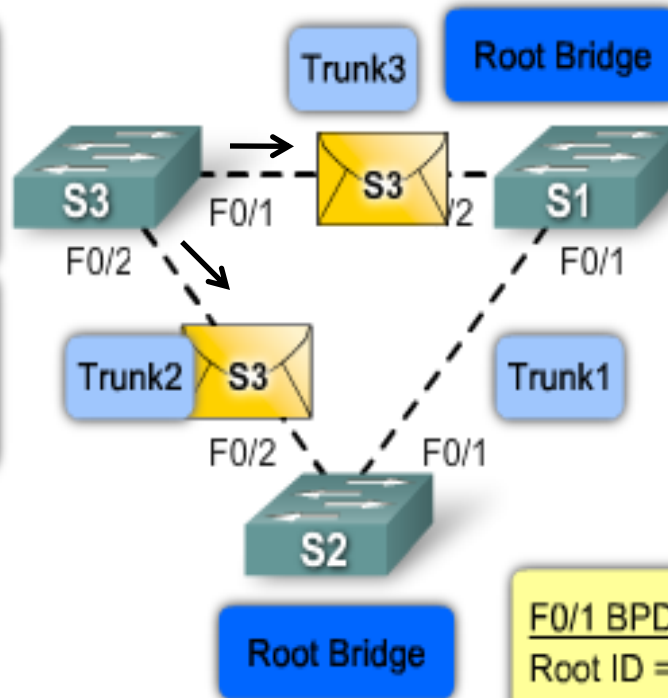 Trunk3
Root Bridge
S3
S3
S1
F0/1
/2
F0/2
F0/1
Trunk2
S3
Trunk1
F0/2
F0/1
S2
Root Bridge
F0/1 BPD
Root ID =